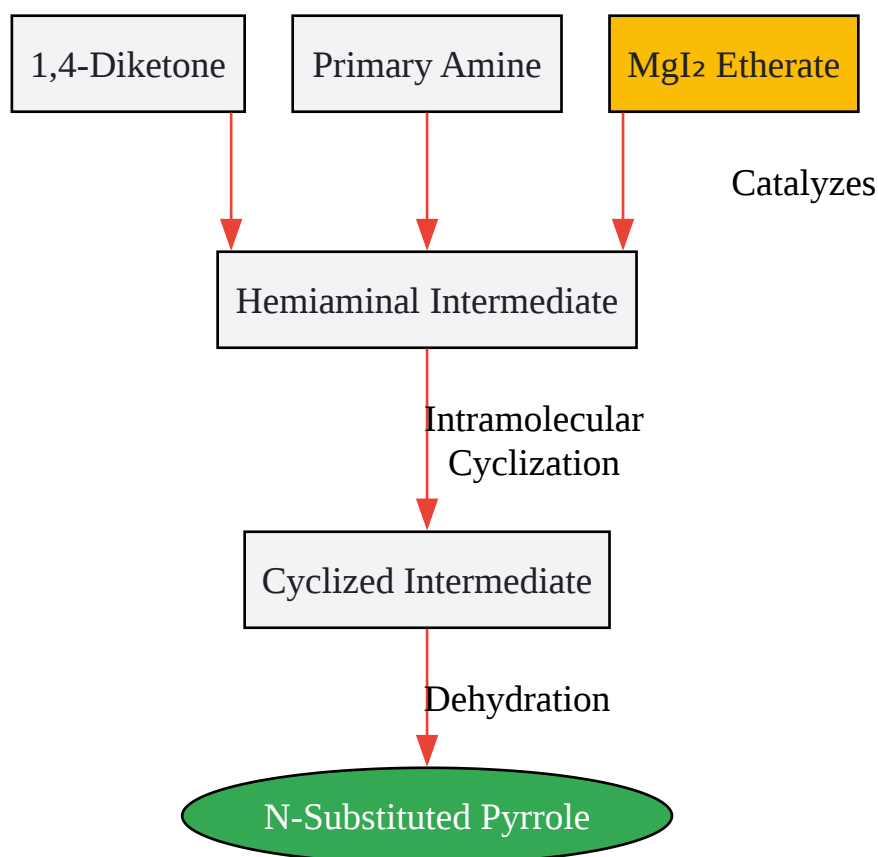 1,4-Diketone
Primary Amine
MgI₂ Etherate
Catalyzes
Hemiaminal Intermediate
Intramolecular
Cyclization
Cyclized Intermediate
Dehydration
N-Substituted Pyrrole